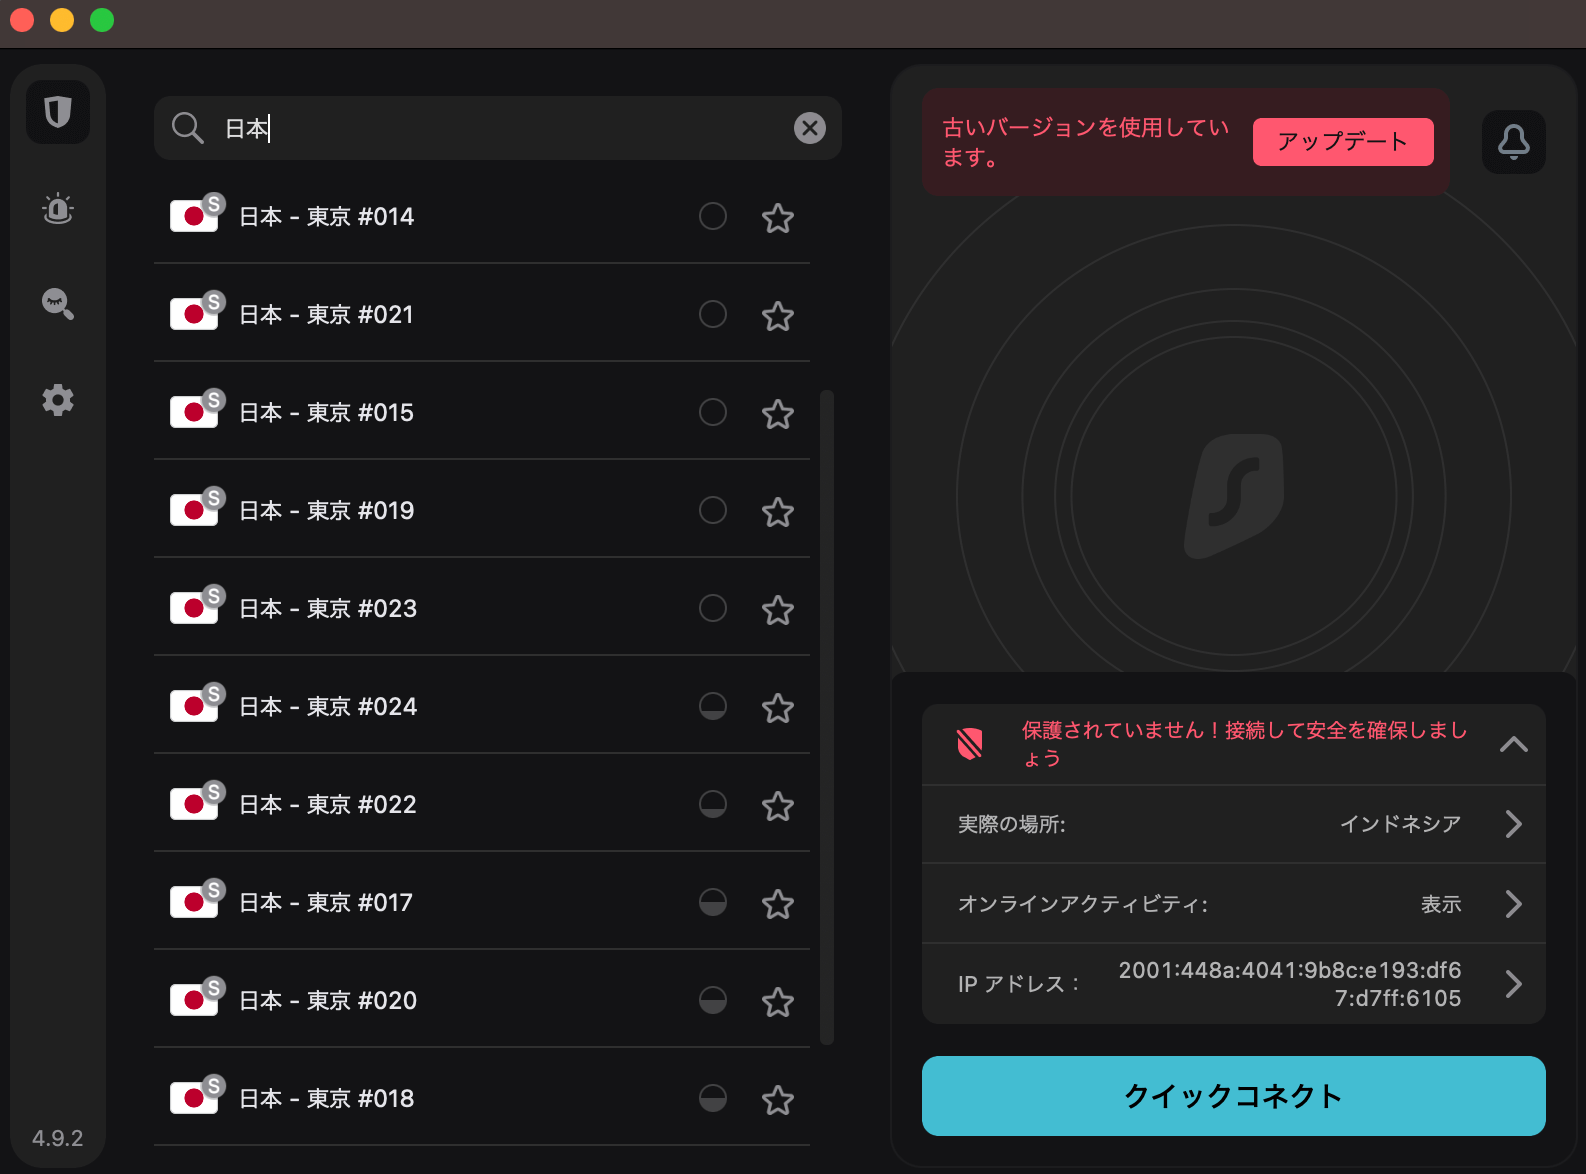 日本
S
日本 - 東京 #014
S
日本 - 東京 #021
S
日本 - 東京 #015
S
日本 - 東京 #019
S
日本 - 東京 #023
S
日本 - 東京 #024
S
日本 - 東京 #022
S
日本 - 東京 #017
S
日本 - 東京 #020
S
日本 - 東京 #018
4.9.2
古いバージョンを使用してい
ます。
アップデート
保護されていません！接続して安全を確保しまし
ょう
実際の場所:
インドネシア
オンラインアクティビティ:
表示
IP アドレス：
2001:448a:4041:9b8c:e193:df6
7:d7ff:6105
クイックコネクト